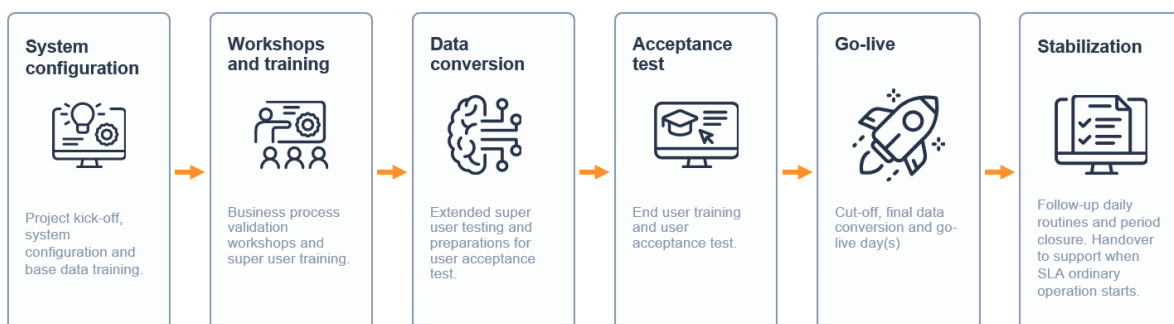 System
configuration
Project kick-off,
system
configuration and
base data training.
Workshops
and training
Business process
validation
workshops and
super user training.
Data
conversion
Extended super
user testing and
preparations for
user acceptance
test.
Acceptance
test
End user training
and user
acceptance test.
Go-live
Cut-off, final data
conversion and go-
live day(s)
Stabilization
Follow-up daily
routines and period
closure. Handover
to support when
SLA ordinary
operation starts.